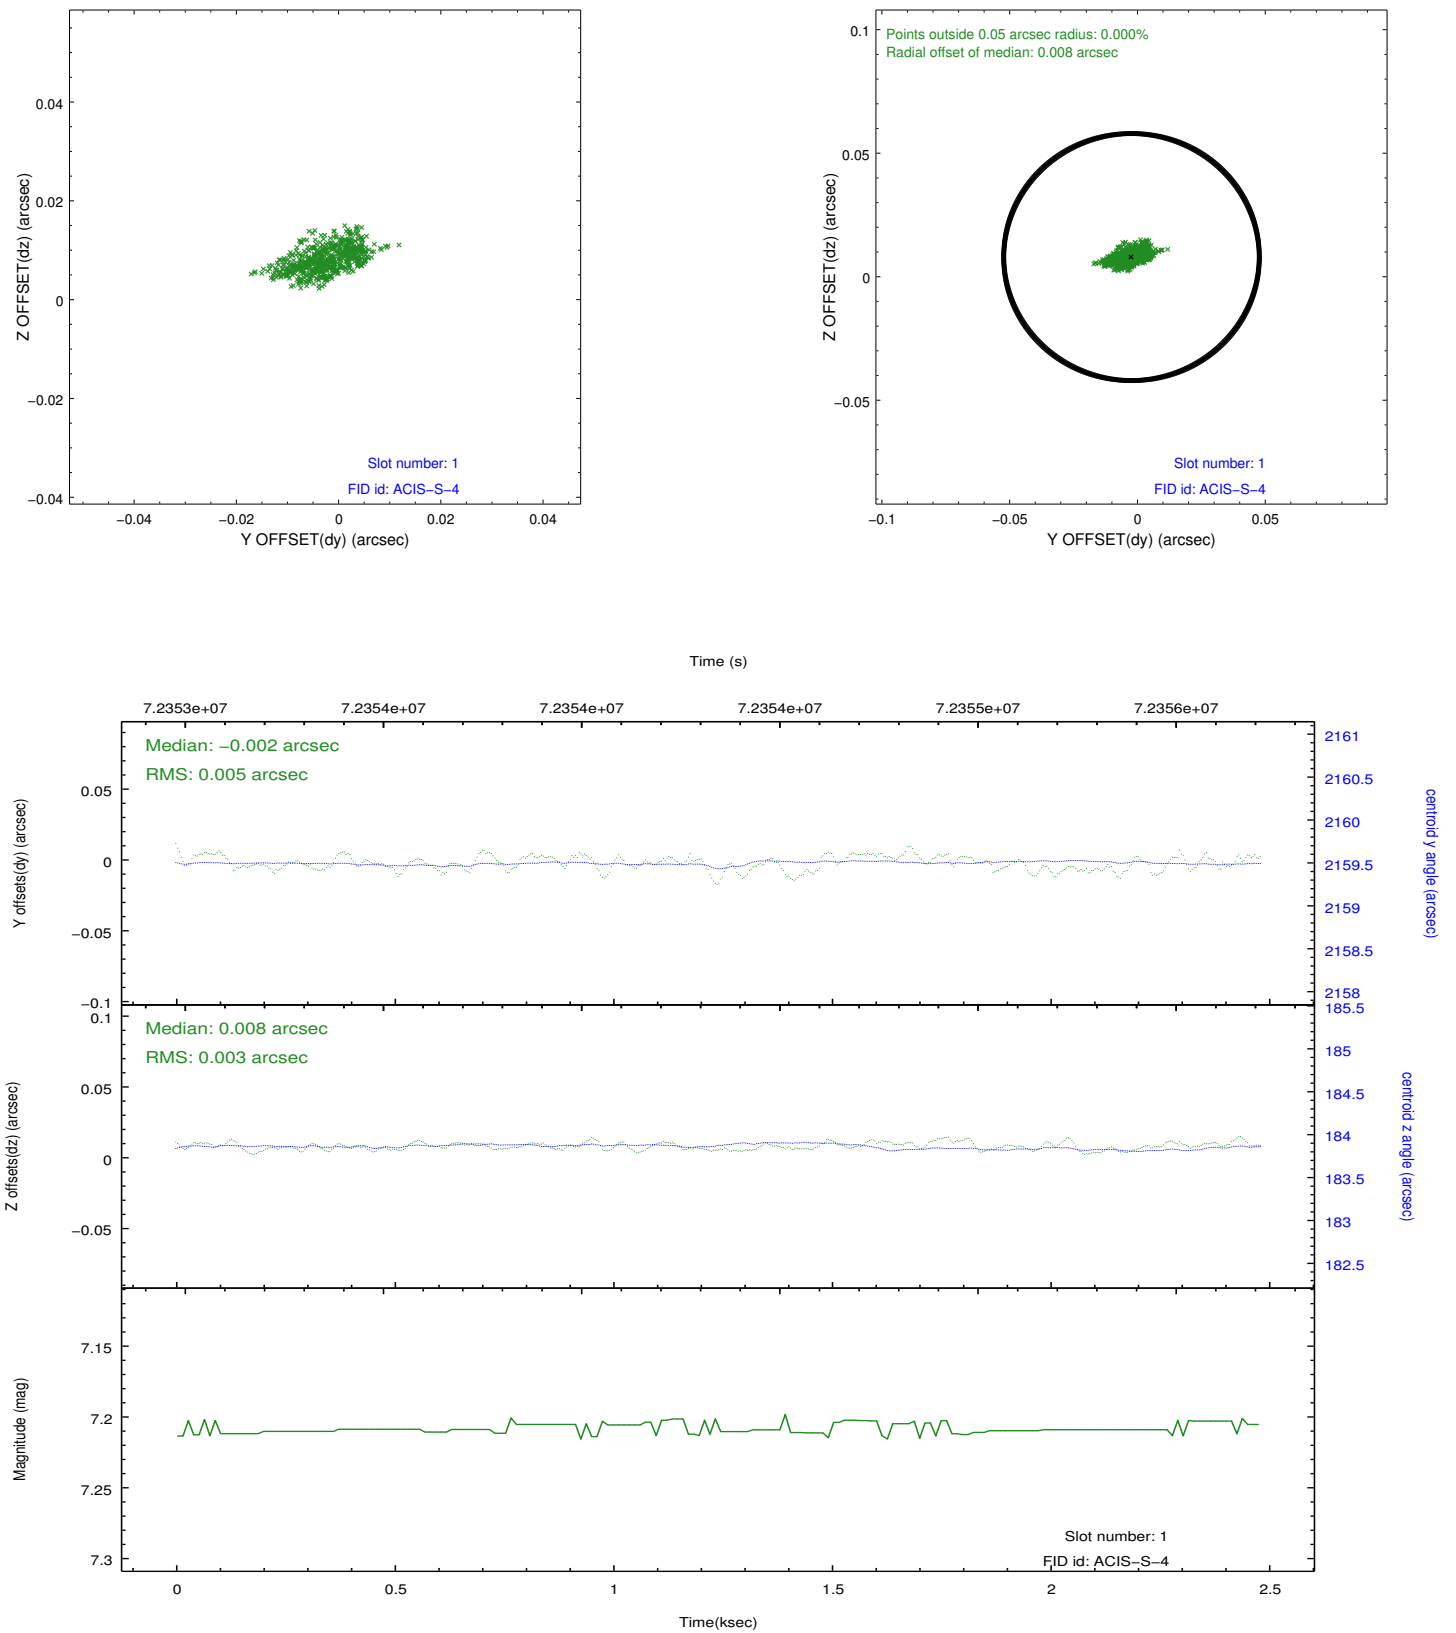 0.04
0.02
0
−0.02
−0.04
Z OFFSET(dz) (arcsec)
Slot number: 1
FID id: ACIS−S−4
−0.04 −0.02 0 0.02 0.04
Y OFFSET(dy) (arcsec)
Points outside 0.05 arcsec radius: 0.000%
Radial offset of median: 0.008 arcsec
0.1
0.05
0
−0.05
Z OFFSET(dz) (arcsec)
Slot number: 1
FID id: ACIS−S−4
−0.1 −0.05 0 0.05
Y OFFSET(dy) (arcsec)
Time (s)
7.2353e+07 7.2354e+07 7.2354e+07 7.2354e+07 7.2355e+07 7.2356e+07
Median: −0.002 arcsec
RMS: 0.005 arcsec
0.05
0
−0.05
−0.1
Y offsets(dy) (arcsec)
2161
2160.5
2160
2159.5
2159
2158.5
2158
centroid y angle (arcsec)
Median: 0.008 arcsec
RMS: 0.003 arcsec
0.1
0.05
0
−0.05
Z offsets(dz) (arcsec)
185.5
185
184.5
184
183.5
183
182.5
centroid z angle (arcsec)
7.15
7.2
7.25
7.3
Magnitude (mag)
Slot number: 1
FID id: ACIS−S−4
0 0.5 1 1.5 2 2.5
Time(ksec)